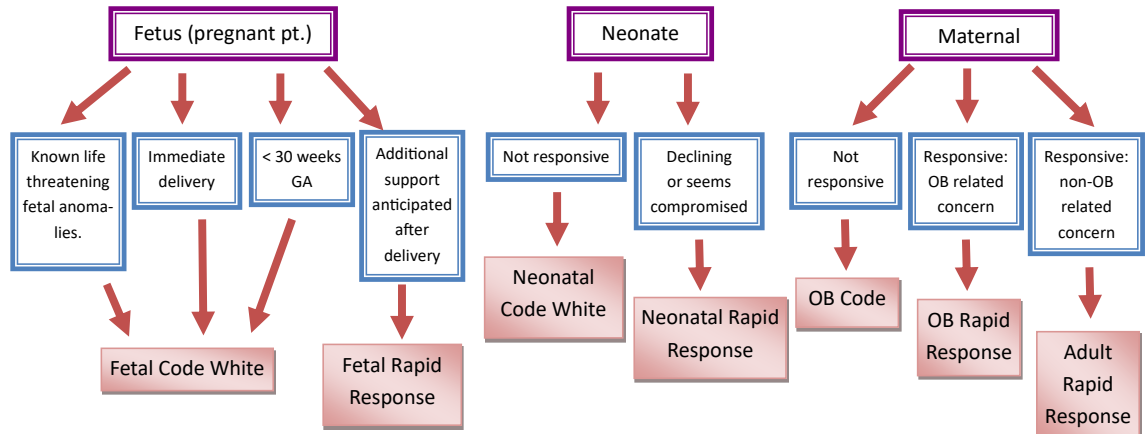 Fetus (pregnant pt.)
Neonate
Maternal
Known life
threatening
fetal anoma-
lies.
Immediate
delivery
< 30 weeks
GA
Additional
support
anticipated
after
delivery
Not responsive
Declining
or seems
compromised
Not
responsive
Responsive:
OB related
concern
Responsive:
non-OB
related
concern
Fetal Code White
Fetal Rapid
Response
Neonatal
Code White
Neonatal Rapid
Response
OB Code
OB Rapid
Response
Adult
Rapid
Response